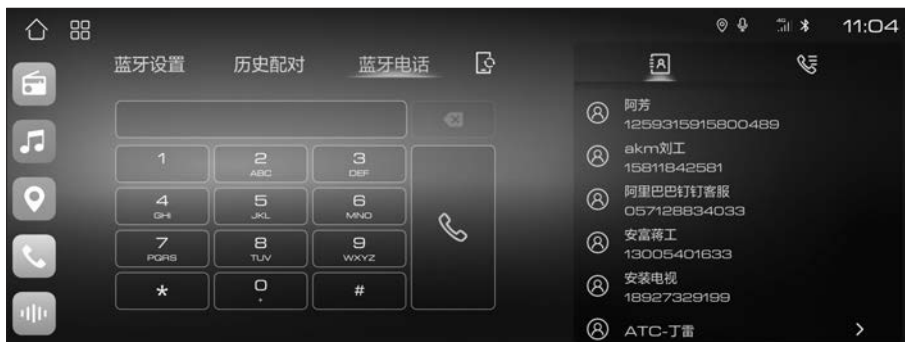 11:04
蓝牙设置 历史配对 蓝牙电话
1
2 ABC
3 DEF
4 GHI
5 JKL
6 MNO
7 PQRS
8 TUV
9 WXYZ
*
0 +
#
阿芳
1259315915800489
akm刘工
15811842581
阿里巴巴钉钉客服
057128834033
安富蒋工
13005401633
安装电视
18927329199
ATC-丁雷